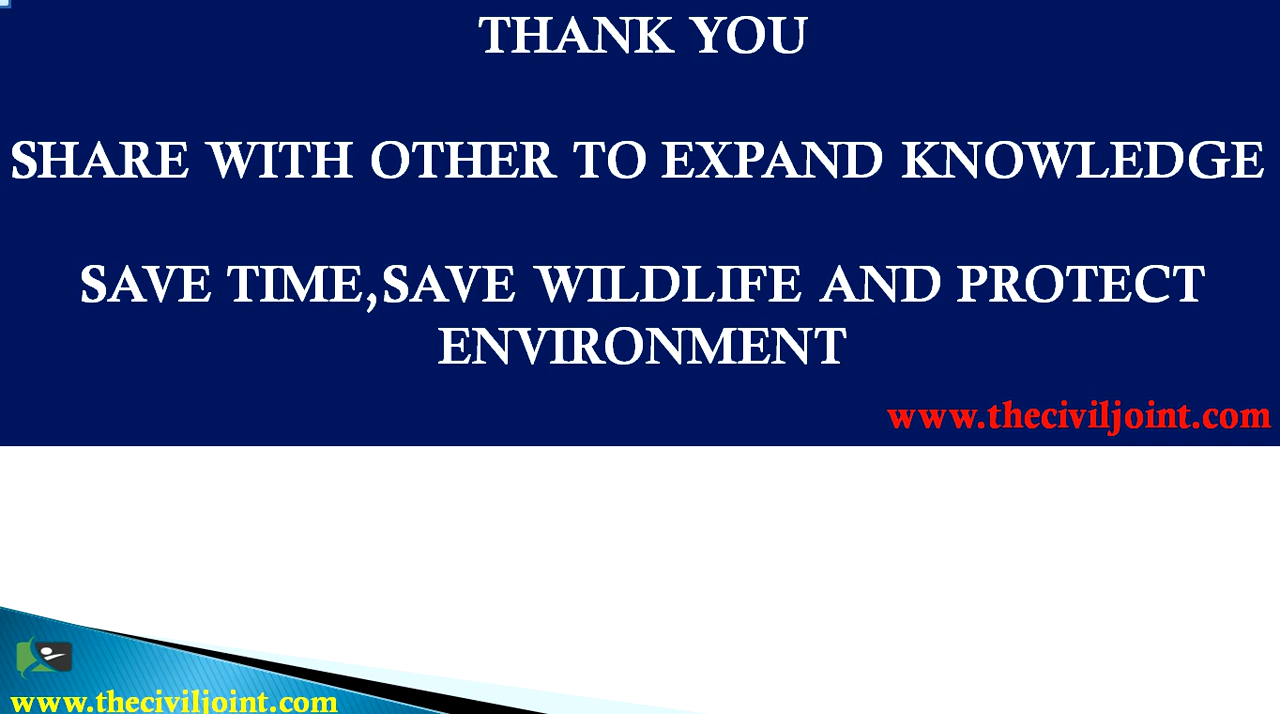 THANK YOU
SHARE WITH OTHER TO EXPAND KNOWLEDGE
SAVE TIME,SAVE WILDLIFE AND PROTECT
ENVIRONMENT
www.theciviljoint.com
www.theciviljoint.com